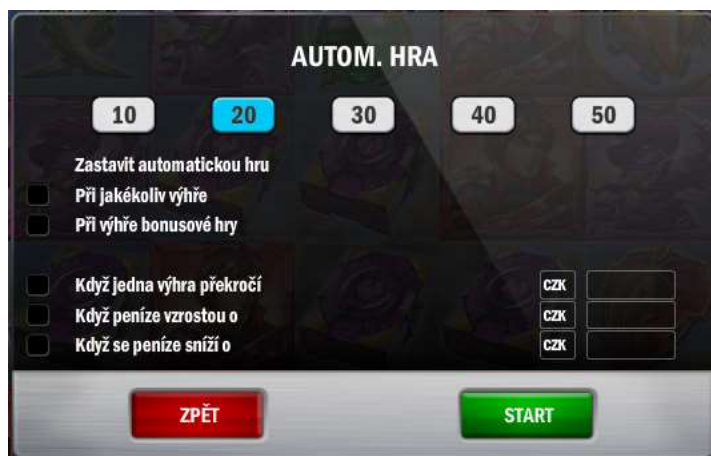 AUTOM. HRA
10 20 30 40 50
Zastavit automatickou hru
Při jakékoliv výhře
Při výhře bonusové hry
Když jedna výhra překročí CZK
Když peníze vzrostou o CZK
Když se peníze sníží o CZK
ZPĚT START